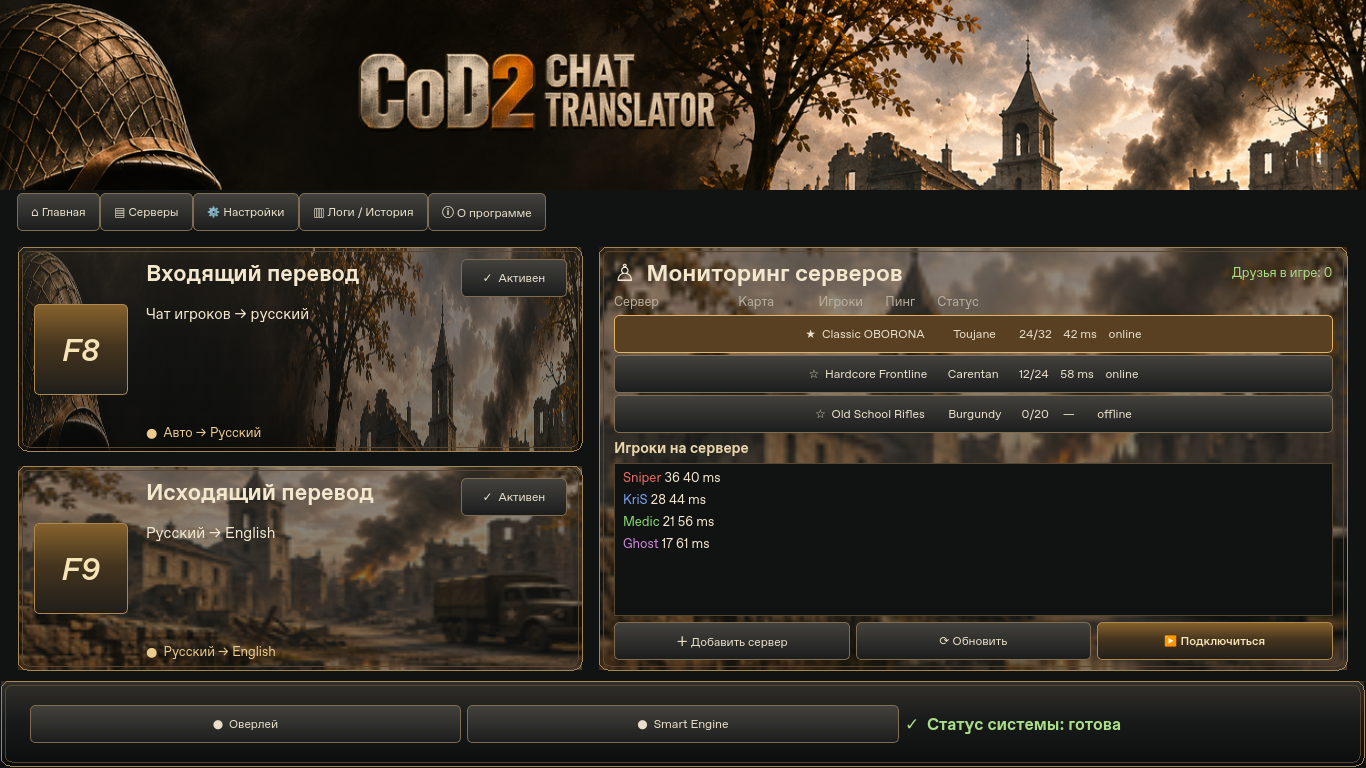 CoD2 CHAT TRANSLATOR
Главная Серверы Настройки Логи / История О программе
Входящий перевод
✓ Активен
Чат игроков → русский
F8
● Авто → Русский
Исходящий перевод
✓ Активен
Русский → English
F9
● Русский → English
Мониторинг серверов
Друзья в игре: 0
Сервер Карта Игроки Пинг Статус
★ Classic OBORONA Toujane 24/32 42 ms online
☆ Hardcore Frontline Carentan 12/24 58 ms online
☆ Old School Rifles Burgundy 0/20 — offline
Игроки на сервере
Sniper 36 40 ms
KriS 28 44 ms
Medic 21 56 ms
Ghost 17 61 ms
+ Добавить сервер ⟳ Обновить ▶ Подключиться
● Оверлей ● Smart Engine ✓ Статус системы: готова